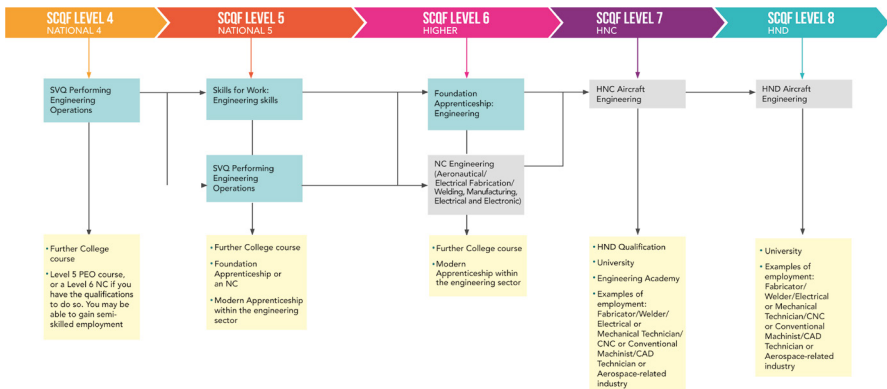 SCQF LEVEL 4
NATIONAL 4
SCQF LEVEL 5
NATIONAL 5
SCQF LEVEL 6
HIGHER
SCQF LEVEL 7
HNC
SCQF LEVEL 8
HND
SVQ Performing
Engineering
Operations
Skills for Work:
Engineering skills
Foundation
Apprenticeship:
Engineering
HNC Aircraft
Engineering
HND Aircraft
Engineering
SVQ Performing
Engineering
Operations
NC Engineering
(Aeronautical/
Electrical Fabrication/
Welding, Manufacturing,
Electrical and Electronic)
• Further College
course
• Level 5 PEO course,
or a Level 6 NC if you
have the qualifications
to do so. You may be
able to gain semi-
skilled employment
• Further College course
• Foundation
Apprenticeship or
an NC
• Modern Apprenticeship
within the engineering
sector
• Further College course
• Modern
Apprenticeship within
the engineering sector
• HND Qualification
• University
• Engineering Academy
• Examples of
employment:
Fabricator/Welder/
Electrical or
Mechanical Technician/
CNC or Conventional
Machinist/CAD
Technician or
Aerospace-related
industry
• University
• Examples of
employment:
Fabricator/
Welder/Electrical
or Mechanical
Technician/CNC
or Conventional
Machinist/CAD
Technician or
Aerospace-related
industry